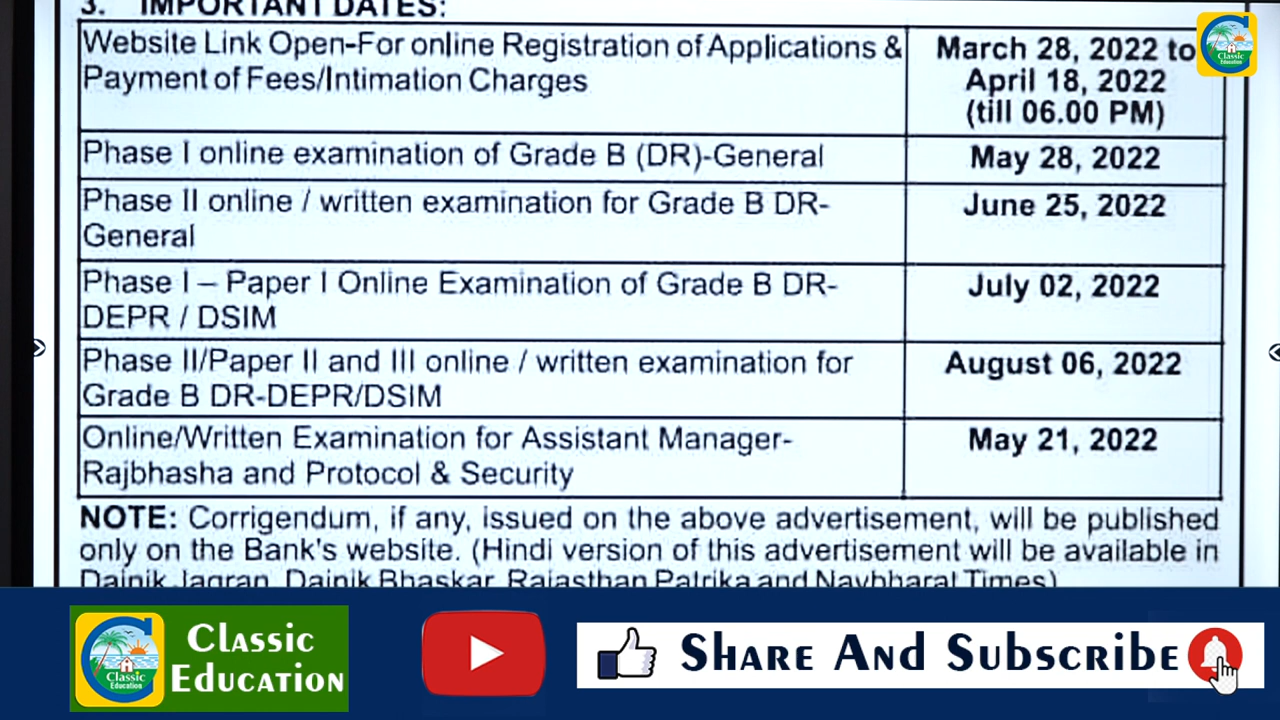 3. IMPORTANT DATES:
Website Link Open-For online Registration of Applications &
Payment of Fees/Intimation Charges
March 28, 2022 to
April 18, 2022
(till 06.00 PM)
Phase I online examination of Grade B (DR)-General
May 28, 2022
Phase II online / written examination for Grade B DR-
General
June 25, 2022
Phase I – Paper I Online Examination of Grade B DR-
DEPR / DSIM
July 02, 2022
Phase II/Paper II and III online / written examination for
Grade B DR-DEPR/DSIM
August 06, 2022
Online/Written Examination for Assistant Manager-
Rajbhasha and Protocol & Security
May 21, 2022
NOTE: Corrigendum, if any, issued on the above advertisement, will be published
only on the Bank's website. (Hindi version of this advertisement will be available in
Dainik Jagran, Dainik Bhaskar, Rajasthan Patrika and Navbharat Times)
Classic
Education
Classic
Education
Classic
Education
Share And Subscribe